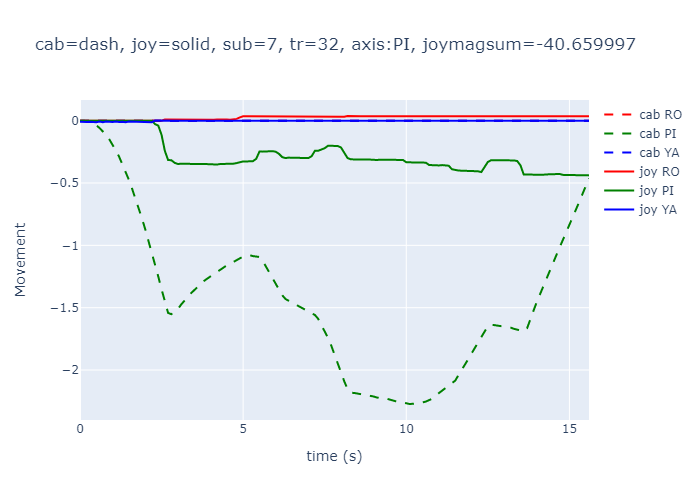 cab=dash, joy=solid, sub=7, tr=32, axis:PI, joymagsum=-40.659997
cab RO
cab PI
cab YA
joy RO
joy PI
joy YA
0
−0.5
−1
−1.5
−2
Movement
0
5
10
15
time (s)